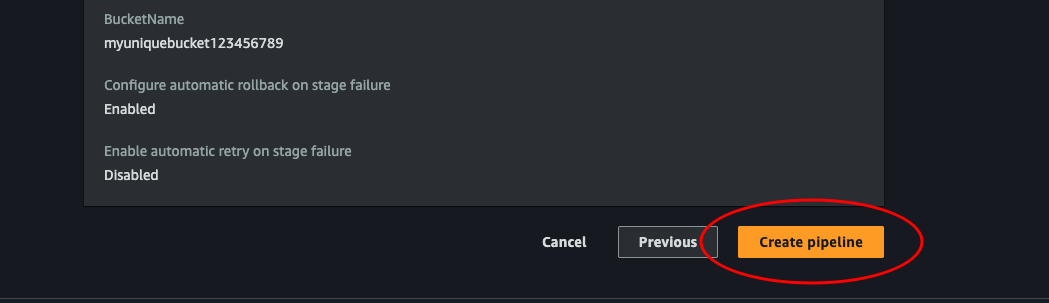 BucketName
myuniquebucket123456789
Configure automatic rollback on stage failure
Enabled
Enable automatic retry on stage failure
Disabled
Cancel Previous Create pipeline